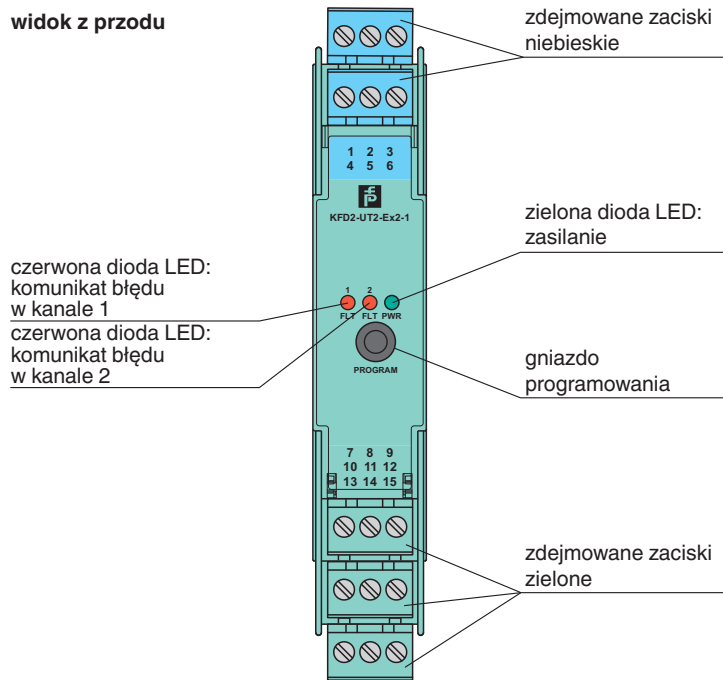 widok z przodu
zdejmowane zaciski
niebieskie
1 2 3
4 5 6
KFD2-UT2-Ex2-1
zielona dioda LED:
zasilanie
czerwona dioda LED:
komunikat błędu
w kanale 1
1 2
FLT FLT PWR
czerwona dioda LED:
komunikat błędu
w kanale 2
PROGRAM
gniazdo
programowania
7 8 9
10 11 12
13 14 15
zdejmowane zaciski
zielone